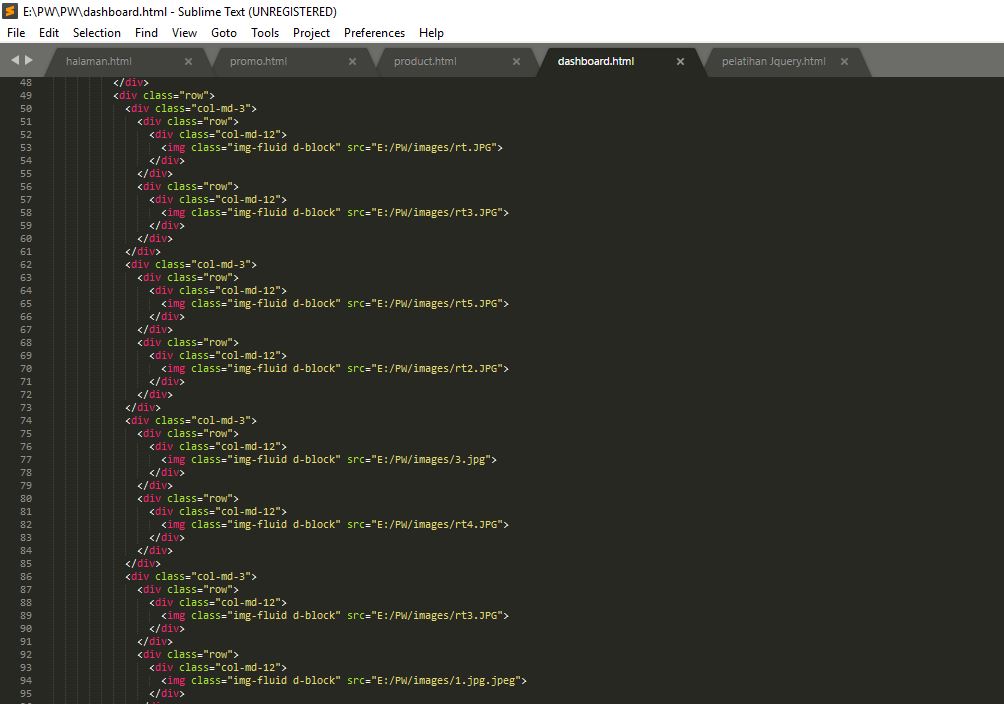 E:\PW\PW\dashboard.html - Sublime Text (UNREGISTERED)
File Edit Selection Find View Goto Tools Project Preferences Help
halaman.html × promo.html × product.html × dashboard.html × pelatihan Jquery.html ×
48 </div>
49 <div class="row">
50 <div class="col-md-3">
51 <div class="row">
52 <div class="col-md-12">
53 <img class="img-fluid d-block" src="E:/PW/images/rt.JPG">
54 </div>
55 </div>
56 <div class="row">
57 <div class="col-md-12">
58 <img class="img-fluid d-block" src="E:/PW/images/rt3.JPG">
59 </div>
60 </div>
61 </div>
62 <div class="col-md-3">
63 <div class="row">
64 <div class="col-md-12">
65 <img class="img-fluid d-block" src="E:/PW/images/rt5.JPG">
66 </div>
67 </div>
68 <div class="row">
69 <div class="col-md-12">
70 <img class="img-fluid d-block" src="E:/PW/images/rt2.JPG">
71 </div>
72 </div>
73 </div>
74 <div class="col-md-3">
75 <div class="row">
76 <div class="col-md-12">
77 <img class="img-fluid d-block" src="E:/PW/images/3.jpg">
78 </div>
79 </div>
80 <div class="row">
81 <div class="col-md-12">
82 <img class="img-fluid d-block" src="E:/PW/images/rt4.JPG">
83 </div>
84 </div>
85 </div>
86 <div class="col-md-3">
87 <div class="row">
88 <div class="col-md-12">
89 <img class="img-fluid d-block" src="E:/PW/images/rt3.JPG">
90 </div>
91 </div>
92 <div class="row">
93 <div class="col-md-12">
94 <img class="img-fluid d-block" src="E:/PW/images/1.jpg.jpeg">
95 </div>